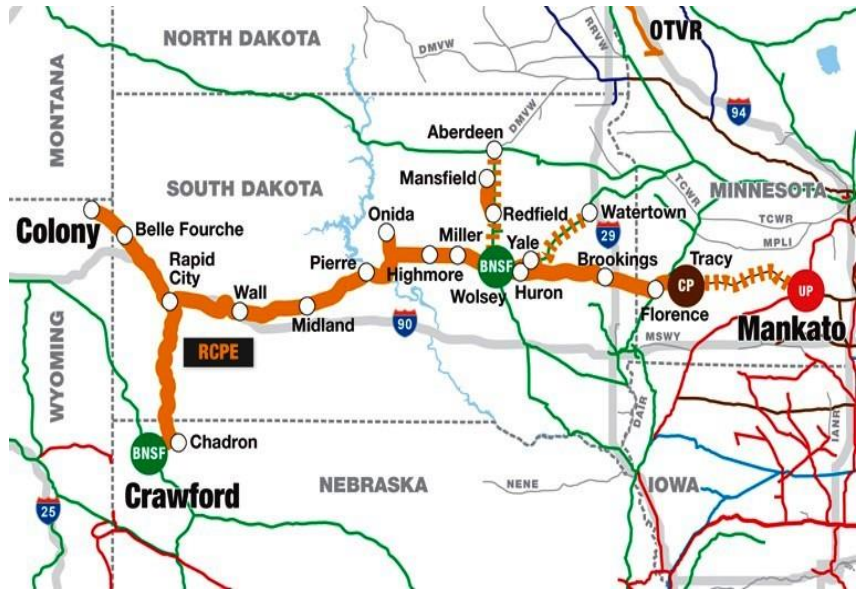 NORTH DAKOTA
DMVW
RRVW
OTVR
94
MONTANA
Aberdeen
DMVW
Mansfield
SOUTH DAKOTA
TCWR
MINNESOTA
Colony
Belle Fourche
Onida
Redfield
Watertown
TCWR
MPLI
Rapid
City
Pierre
Miller
Highmore
BNSF
Yale
29
Brookings
Tracy
Wall
Wolsey
Huron
CP
UP
Midland
Florence
Mankato
90
MSWY
RCPE
WYOMING
DAIR
IANR
Chadron
BNSF
Crawford
NEBRASKA
NENE
IOWA
25